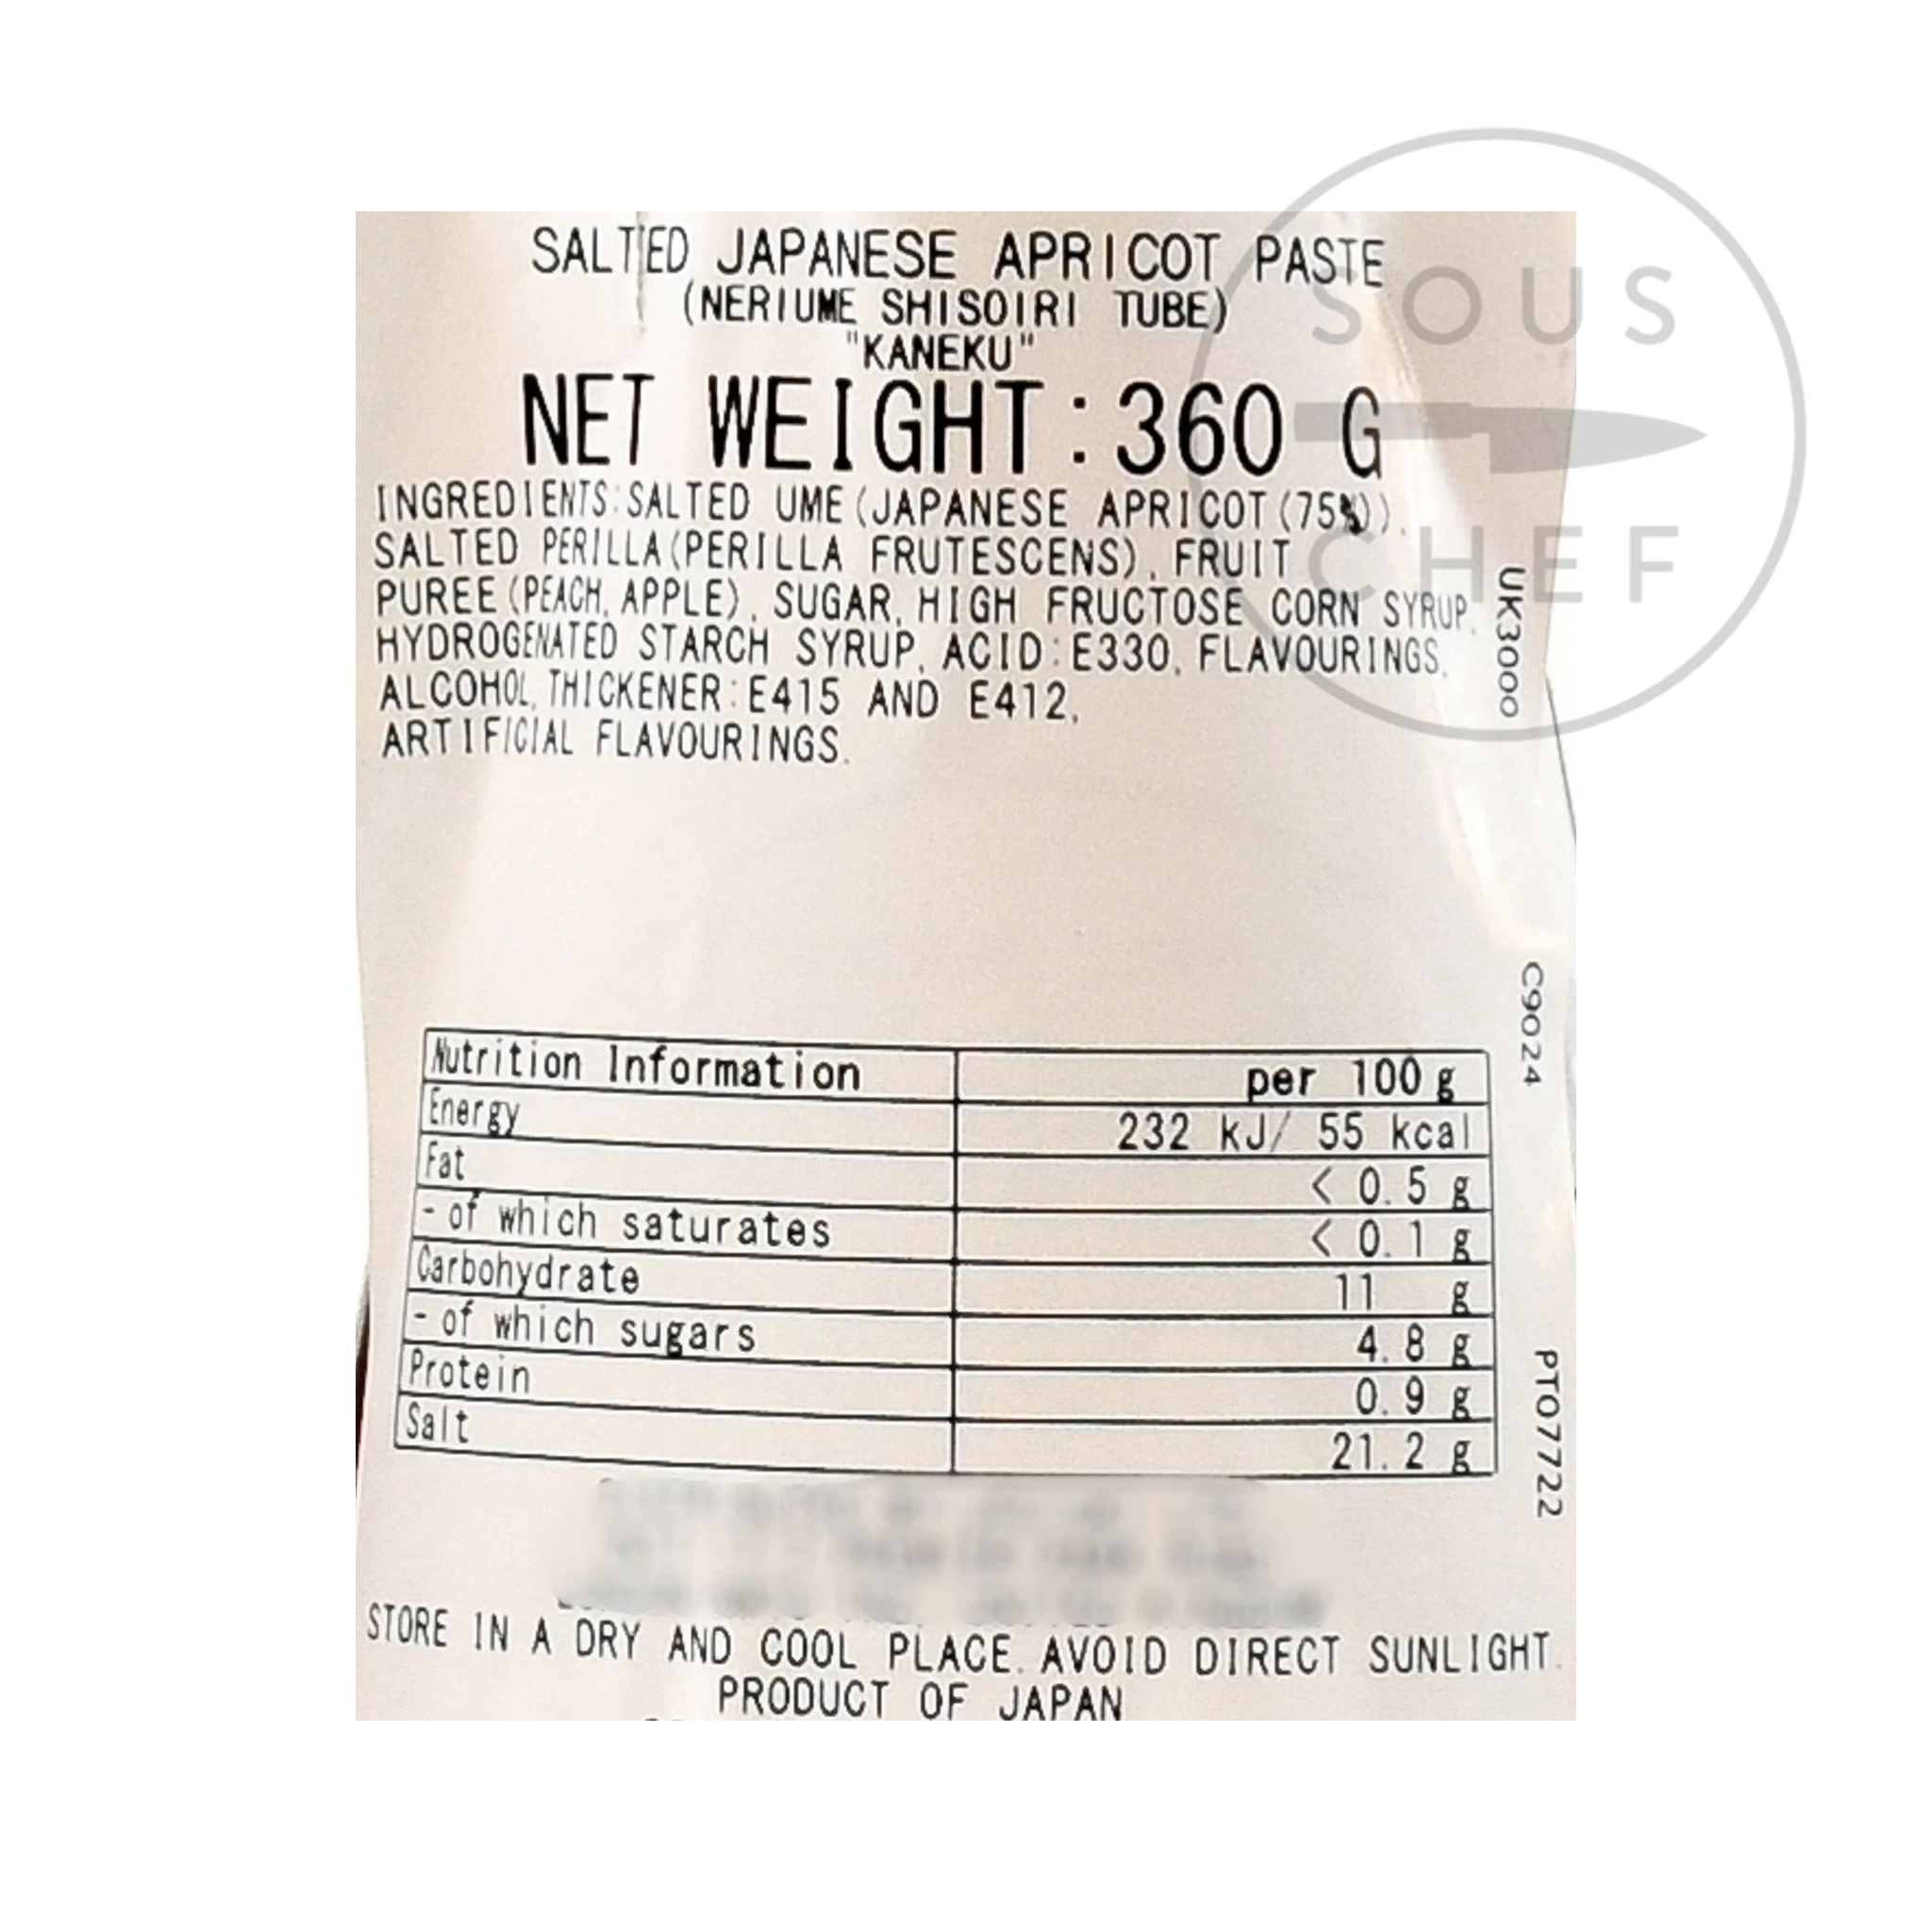 SALTED JAPANESE APRICOT PASTE
(NERIUME SHISOIRI TUBE)
"KANEKU"
NET WEIGHT:360 G
INGREDIENTS:SALTED UME(JAPANESE APRICOT(75%)),
SALTED PERILLA(PERILLA FRUTESCENS), FRUIT
PUREE(PEACH, APPLE), SUGAR, HIGH FRUCTOSE CORN SYRUP,
HYDROGENATED STARCH SYRUP, ACID:E330, FLAVOURINGS,
ALCOHOL, THICKENER:E415 AND E412,
ARTIFICIAL FLAVOURINGS.
SOUS
CHEF
UK3000
C9024
PT07722
Nutrition Information per 100g
Energy 232 kJ/ 55 kcal
Fat < 0.5 g
- of which saturates < 0.1 g
Carbohydrate 11 g
- of which sugars 4.8 g
Protein 0.9 g
Salt 21.2 g
STORE IN A DRY AND COOL PLACE. AVOID DIRECT SUNLIGHT.
PRODUCT OF JAPAN